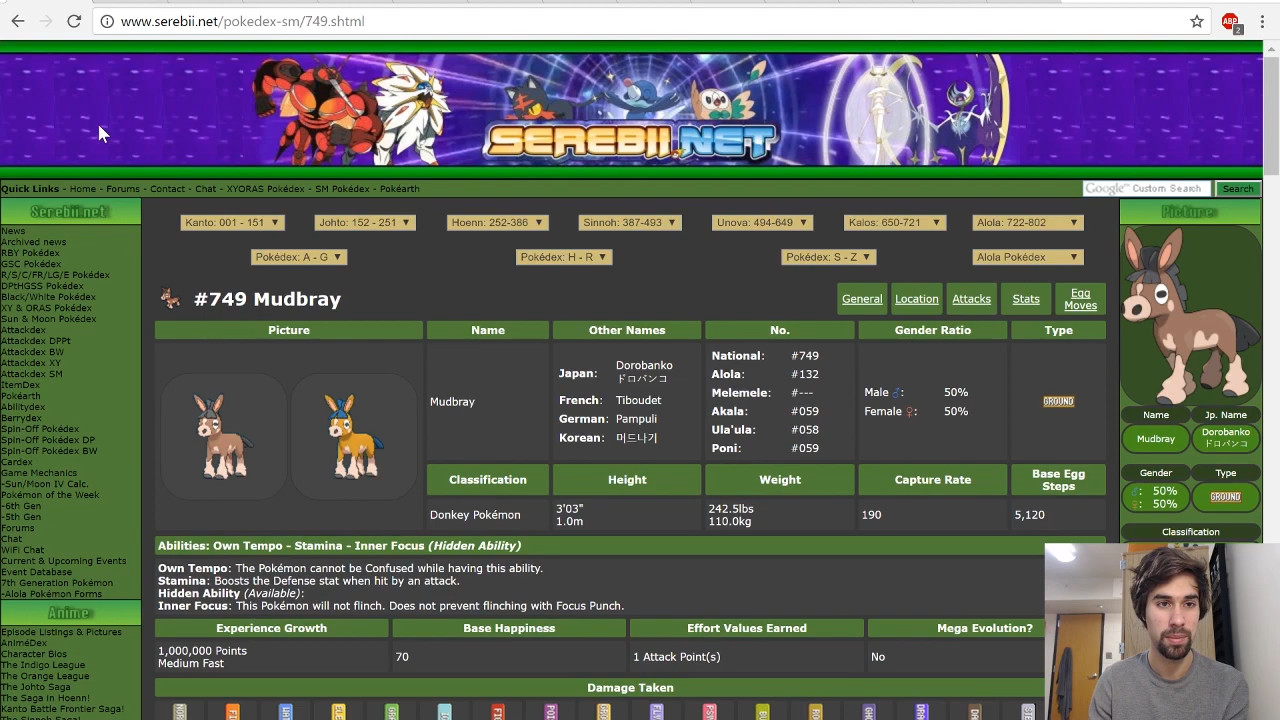 www.serebii.net/pokedex-sm/749.shtml
ABP
2
SEREBII.NET
Quick Links - Home - Forums - Contact - Chat - XYORAS Pokédex - SM Pokédex - Pokéarth
Google™ Custom Search
Search
Serebii.net
News
Archived news
RBY Pokédex
GSC Pokédex
R/S/C/FR/LG/E Pokédex
DPtHGSS Pokédex
Black/White Pokédex
XY & ORAS Pokédex
Sun & Moon Pokédex
Attackdex
Attackdex DPPt
Attackdex BW
Attackdex XY
Attackdex SM
ItemDex
Pokéarth
Abilitydex
Berrydex
Spin-Off Pokédex
Spin-Off Pokédex DP
Spin-Off Pokédex BW
Cardex
Game Mechanics
-Sun/Moon IV Calc.
Pokémon of the Week
-6th Gen
-5th Gen
Forums
Chat
WiFi Chat
Current & Upcoming Events
Event Database
7th Generation Pokémon
-Alola Pokémon Forms
Anime
Episode Listings & Pictures
AniméDex
Character Bios
The Indigo League
The Orange League
The Johto Saga
The Saga in Hoenn!
Kanto Battle Frontier Saga!
Kanto: 001 - 151
Johto: 152 - 251
Hoenn: 252-386
Sinnoh: 387-493
Unova: 494-649
Kalos: 650-721
Alola: 722-802
Pokédex: A - G
Pokédex: H - R
Pokédex: S - Z
Alola Pokédex
#749 Mudbray
General
Location
Attacks
Stats
Egg
Moves
Picture
Name
Other Names
No.
Gender Ratio
Type
Mudbray
Japan: Dorobanko
ドロバンコ
French: Tiboudet
German: Pampuli
Korean: 머드나기
National: #749
Alola: #132
Melemele: #---
Akala: #059
Ula'ula: #058
Poni: #059
Male ♂: 50%
Female ♀: 50%
GROUND
Classification
Height
Weight
Capture Rate
Base Egg
Steps
Donkey Pokémon
3'03"
1.0m
242.5lbs
110.0kg
190
5,120
Abilities: Own Tempo - Stamina - Inner Focus (Hidden Ability)
Own Tempo: The Pokémon cannot be Confused while having this ability.
Stamina: Boosts the Defense stat when hit by an attack.
Hidden Ability (Available):
Inner Focus: This Pokémon will not flinch. Does not prevent flinching with Focus Punch.
Experience Growth
Base Happiness
Effort Values Earned
Mega Evolution?
1,000,000 Points
Medium Fast
70
1 Attack Point(s)
No
Damage Taken
Picture
Name
Jp. Name
Mudbray
Dorobanko
ドロバンコ
Gender
Type
♂: 50%
♀: 50%
GROUND
Classification